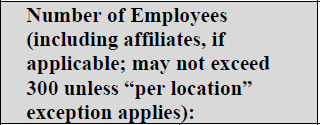 Number of Employees
(including affiliates, if
applicable; may not exceed
300 unless “per location”
exception applies):